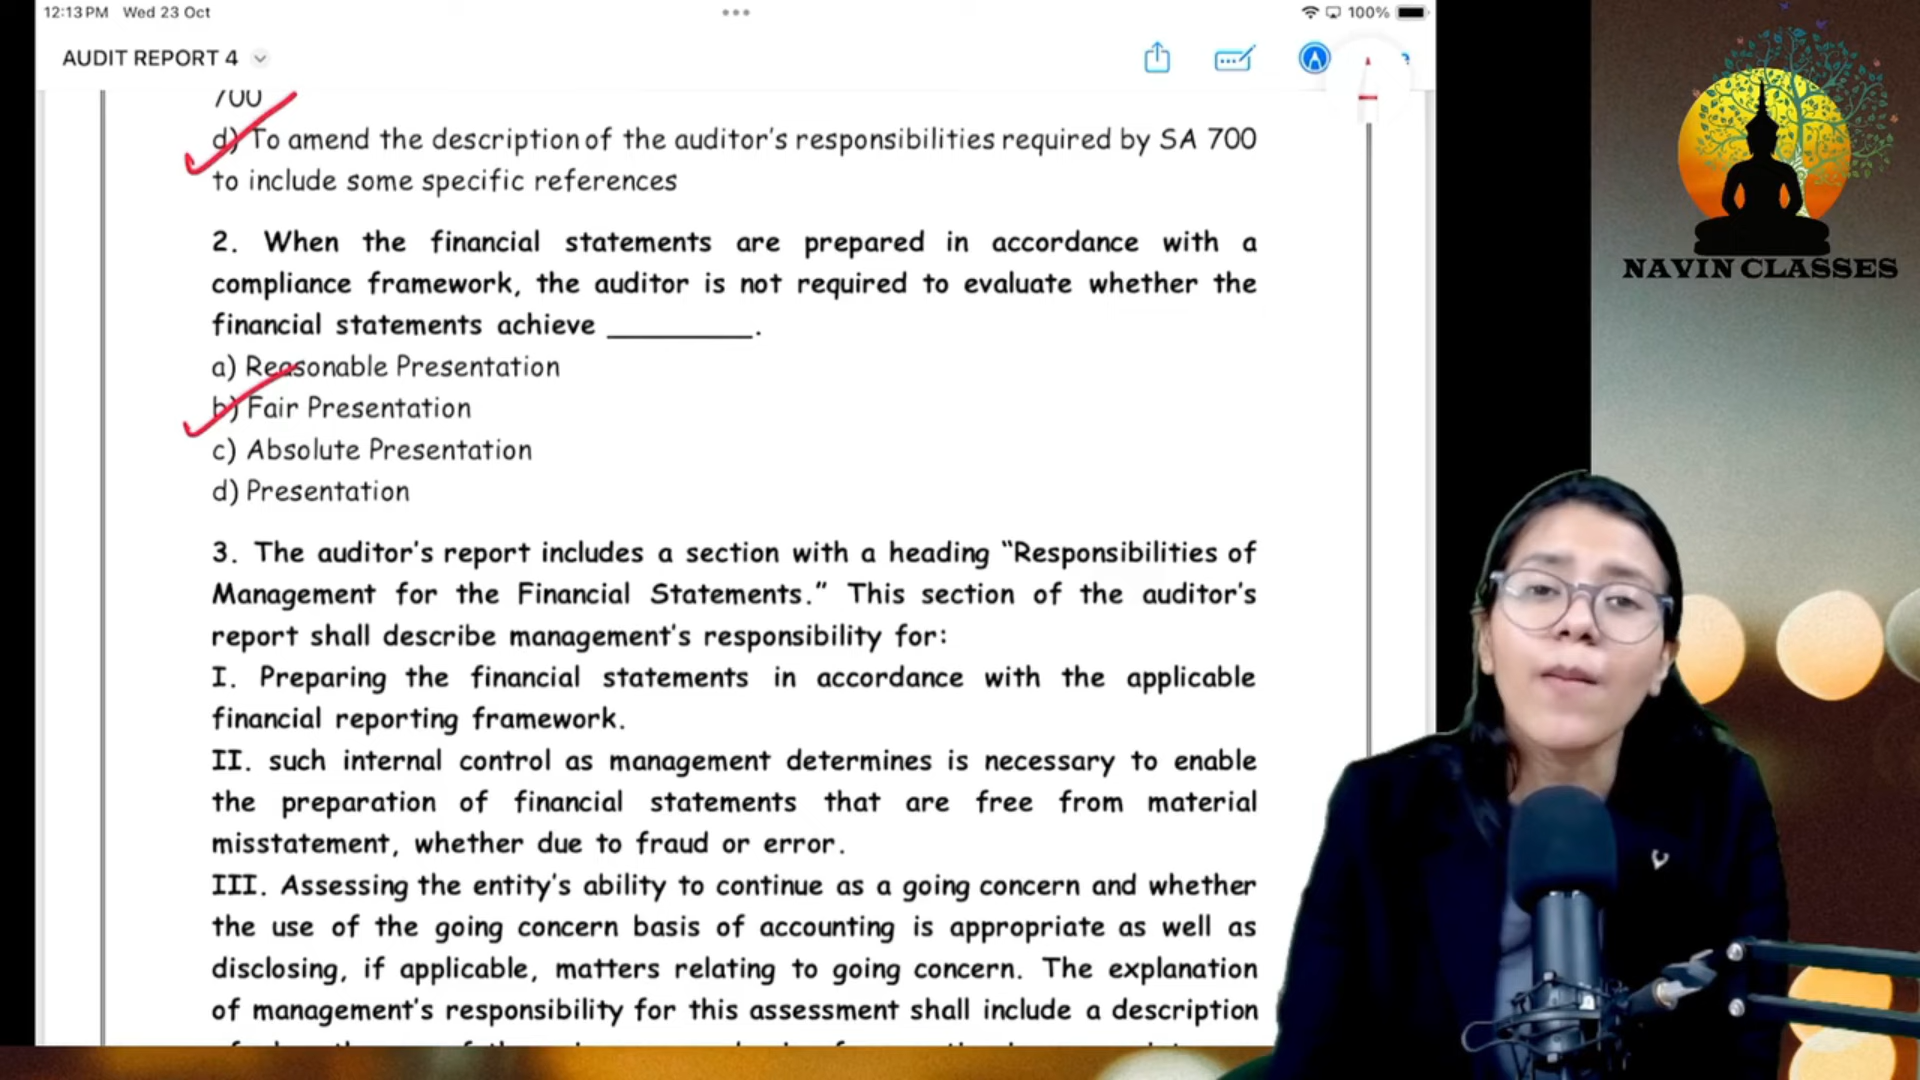 12:13 PM Wed 23 Oct
100%
AUDIT REPORT 4
700
d) To amend the description of the auditor's responsibilities required by SA 700
to include some specific references
2. When the financial statements are prepared in accordance with a
compliance framework, the auditor is not required to evaluate whether the
financial statements achieve __________.
a) Reasonable Presentation
b) Fair Presentation
c) Absolute Presentation
d) Presentation
3. The auditor's report includes a section with a heading "Responsibilities of
Management for the Financial Statements." This section of the auditor's
report shall describe management's responsibility for:
I. Preparing the financial statements in accordance with the applicable
financial reporting framework.
II. such internal control as management determines is necessary to enable
the preparation of financial statements that are free from material
misstatement, whether due to fraud or error.
III. Assessing the entity's ability to continue as a going concern and whether
the use of the going concern basis of accounting is appropriate as well as
disclosing, if applicable, matters relating to going concern. The explanation
of management's responsibility for this assessment shall include a description
NAVIN CLASSES